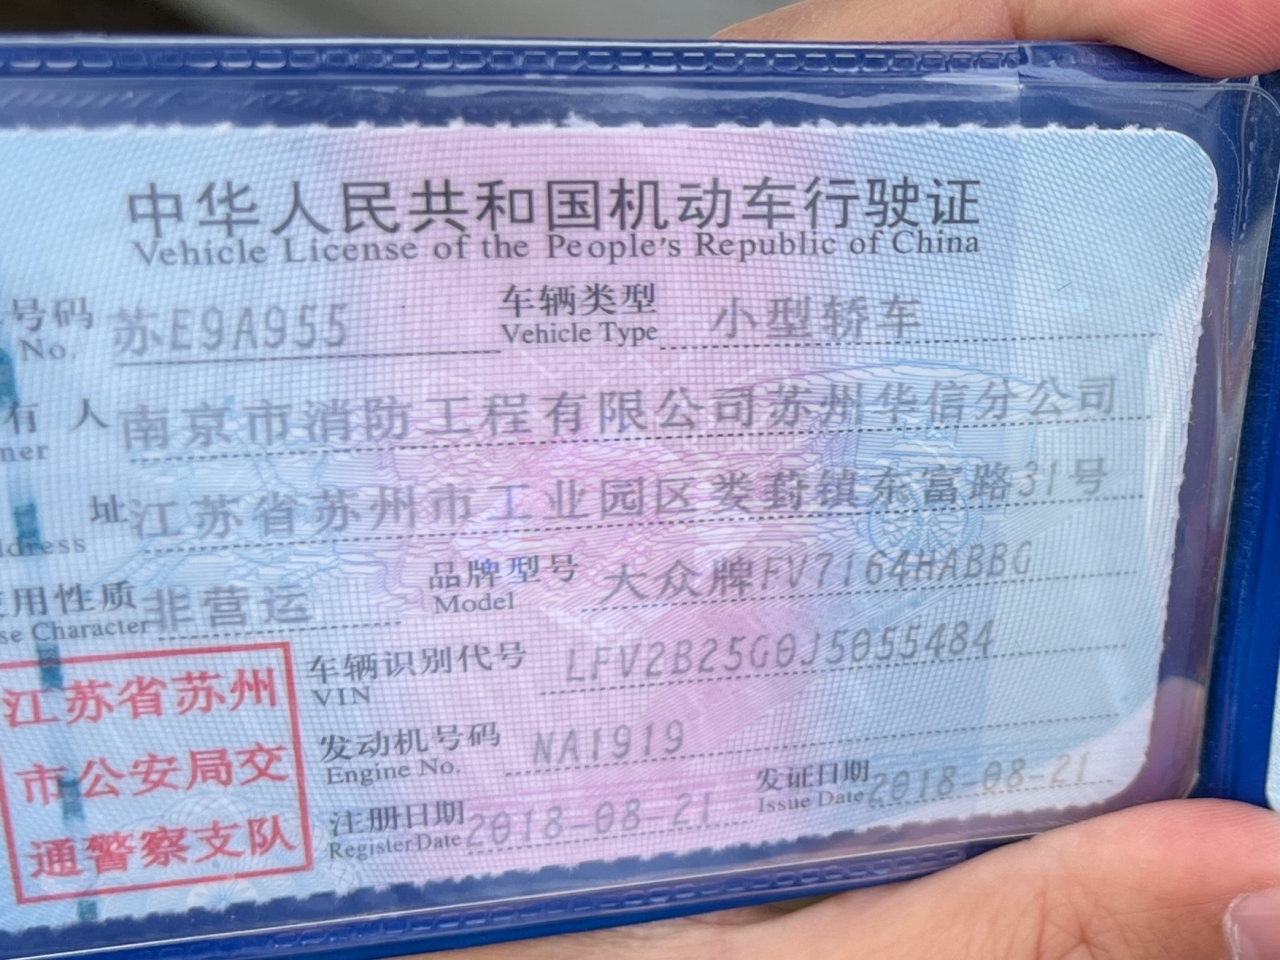 中华人民共和国机动车行驶证
Vehicle License of the People's Republic of China
号码 苏E9A955 车辆类型 小型轿车
No. Vehicle Type
有 人 南京市消防工程有限公司苏州华信分公司
ner
址 江苏省苏州市工业园区娄葑镇东富路31号
ddress
用性质 非营运 品牌型号 大众牌FV7164HABBG
se Character Model
江苏省苏州
市公安局交
通警察支队
车辆识别代号 LFV2B25G0J5055484
VIN
发动机号码 NA1919
Engine No.
注册日期 2018-08-21 发证日期 2018-08-21
Register Date Issue Date